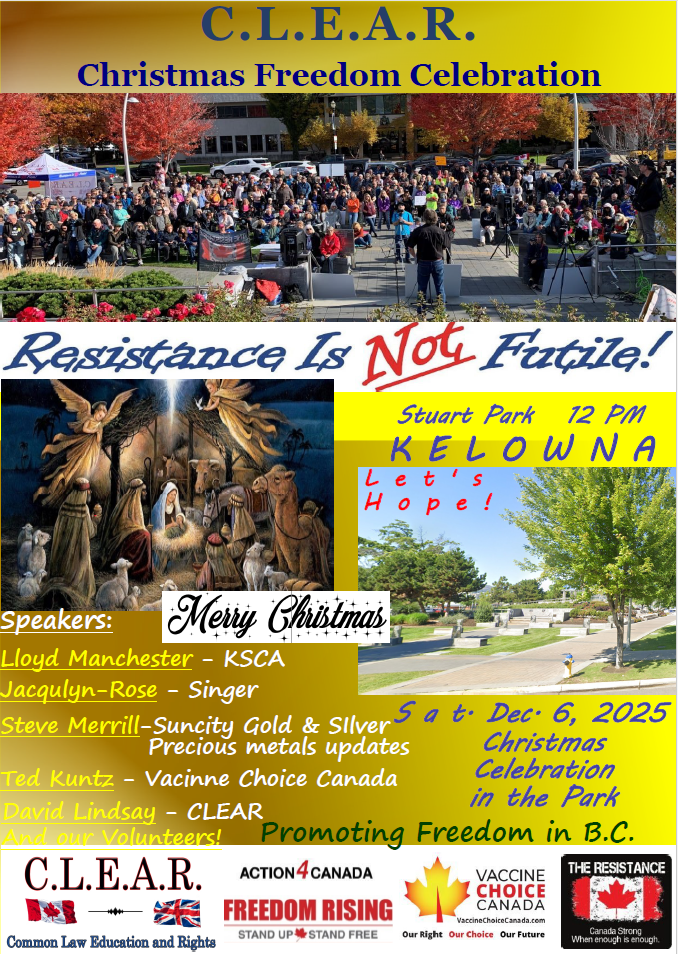 C.L.E.A.R.
Christmas Freedom Celebration
C.L.E.A.R.
Resistance Is Not Futile!
Stuart Park 12 PM
KELOWNA
Let's
Hope!
Merry Christmas
Speakers:
Lloyd Manchester - KSCA
Jacqulyn-Rose - Singer
Steve Merrill-Suncity Gold & SIlver
Precious metals updates
Ted Kuntz - Vacinne Choice Canada
David Lindsay - CLEAR
And our Volunteers!
Sat. Dec. 6, 2025
Christmas
Celebration
in the Park
Promoting Freedom in B.C.
C.L.E.A.R.
Common Law Education and Rights
ACTION4CANADA
FREEDOM RISING
STAND UP STAND FREE
VACCINE
CHOICE
CANADA
VaccineChoiceCanada.com
Our Right Our Choice Our Future
THE RESISTANCE
Canada Strong
When enough is enough.